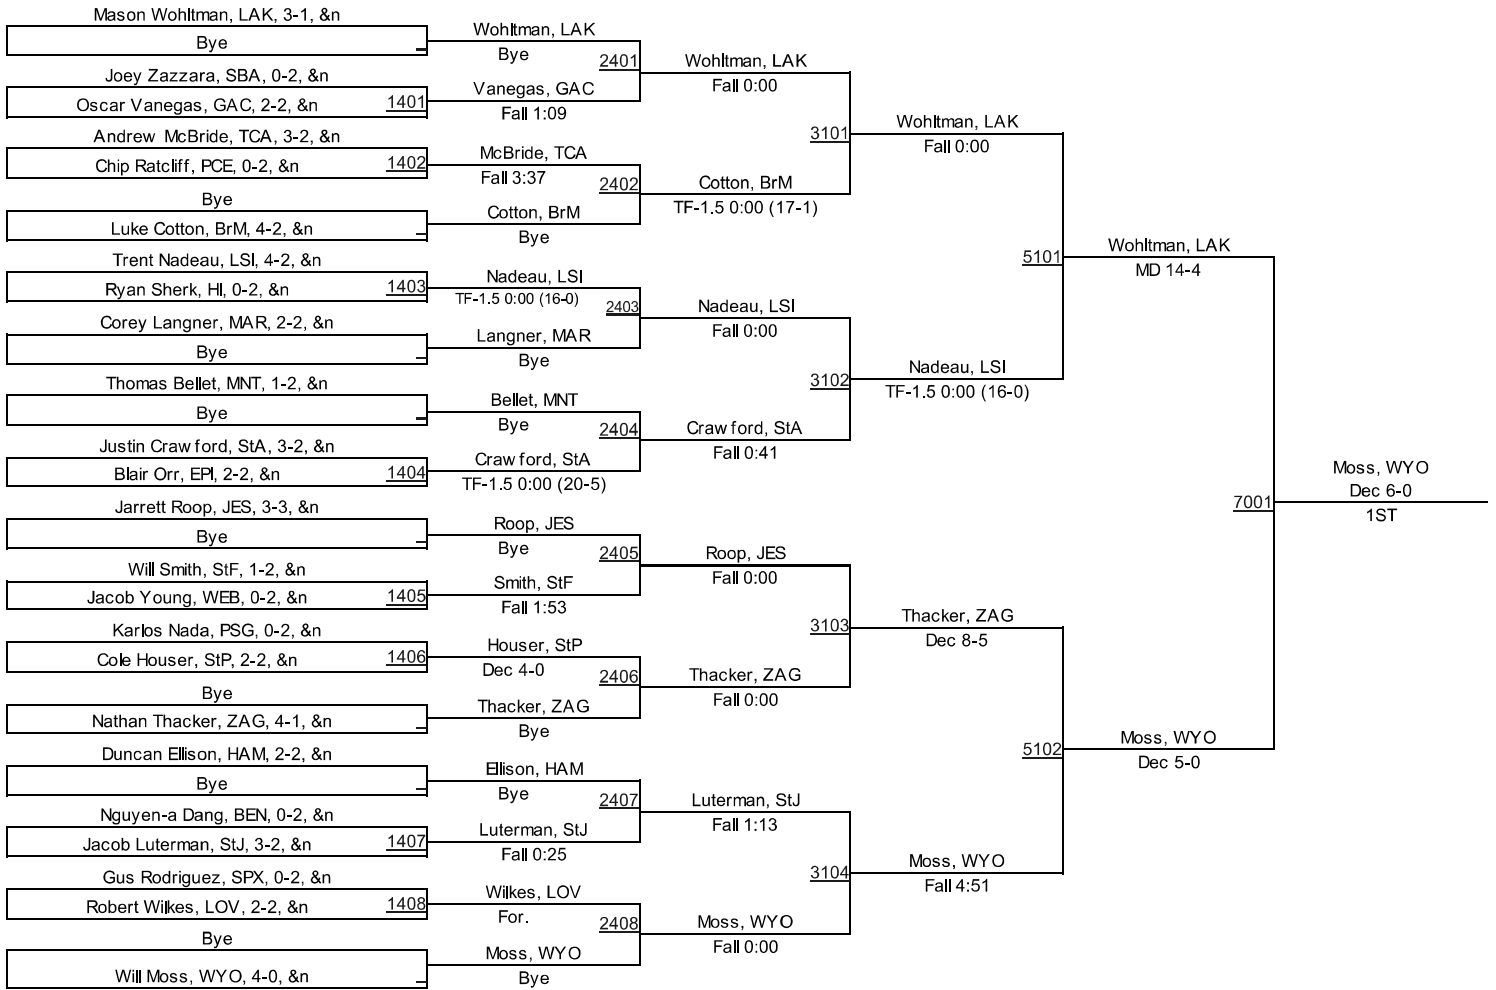 Mason Wohltman, LAK, 3-1, &n
Bye
Joey Zazzara, SBA, 0-2, &n
Oscar Vanegas, GAC, 2-2, &n
1401
Andrew McBride, TCA, 3-2, &n
Chip Ratcliff, PCE, 0-2, &n
1402
Bye
Luke Cotton, BrM, 4-2, &n
Trent Nadeau, LSI, 4-2, &n
Ryan Sherk, HI, 0-2, &n
1403
Corey Langner, MAR, 2-2, &n
Bye
Thomas Bellet, MNT, 1-2, &n
Bye
Justin Crawford, StA, 3-2, &n
Blair Orr, EPI, 2-2, &n
1404
Jarrett Roop, JES, 3-3, &n
Bye
Will Smith, StF, 1-2, &n
Jacob Young, WEB, 0-2, &n
1405
Karlos Nada, PSG, 0-2, &n
Cole Houser, StP, 2-2, &n
1406
Bye
Nathan Thacker, ZAG, 4-1, &n
Duncan Ellison, HAM, 2-2, &n
Bye
Nguyen-a Dang, BEN, 0-2, &n
Jacob Luterman, StJ, 3-2, &n
1407
Gus Rodriguez, SPX, 0-2, &n
Robert Wilkes, LOV, 2-2, &n
1408
Bye
Will Moss, WYO, 4-0, &n
Wohltman, LAK
Bye
2401
Vanegas, GAC
Fall 1:09
McBride, TCA
Fall 3:37
2402
Cotton, BrM
Bye
Nadeau, LSI
TF-1.5 0:00 (16-0)
2403
Langner, MAR
Bye
Bellet, MNT
Bye
2404
Crawford, StA
TF-1.5 0:00 (20-5)
Roop, JES
Bye
2405
Smith, StF
Fall 1:53
Houser, StP
Dec 4-0
2406
Thacker, ZAG
Bye
Ellison, HAM
Bye
2407
Luterman, StJ
Fall 0:25
Wilkes, LOV
For.
2408
Moss, WYO
Bye
Wohltman, LAK
Fall 0:00
3101
Cotton, BrM
TF-1.5 0:00 (17-1)
Nadeau, LSI
Fall 0:00
3102
Crawford, StA
Fall 0:41
Roop, JES
Fall 0:00
3103
Thacker, ZAG
Fall 0:00
Luterman, StJ
Fall 1:13
3104
Moss, WYO
Fall 0:00
Wohltman, LAK
Fall 0:00
5101
Nadeau, LSI
TF-1.5 0:00 (16-0)
Thacker, ZAG
Dec 8-5
5102
Moss, WYO
Fall 4:51
Wohltman, LAK
MD 14-4
7001
Moss, WYO
Dec 5-0
Moss, WYO
Dec 6-0
1ST